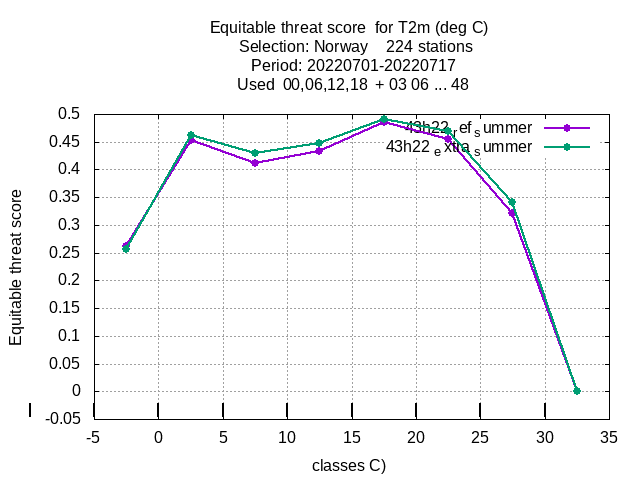 Equitable threat score for T2m (deg C)
Selection: Norway 224 stations
Period: 20220701-20220717
Used 00,06,12,18 + 03 06 ... 48
0.5
0.45
0.4
0.35
0.3
0.25
0.2
0.15
0.1
0.05
0
-0.05
Equitable threat score
43h22_ref_summer
43h22_extra_summer
-5 0 5 10 15 20 25 30 35
classes C)